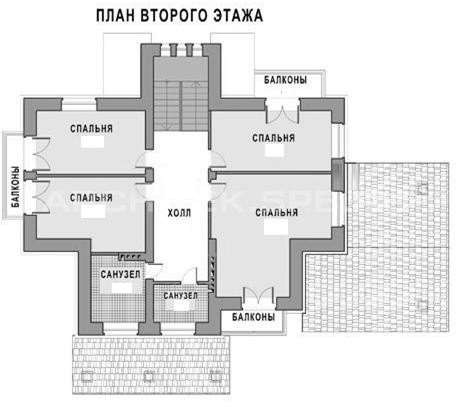 ПЛАН ВТОРОГО ЭТАЖА
БАЛКОНЫ
СПАЛЬНЯ
СПАЛЬНЯ
БАЛКОНЫ
СПАЛЬНЯ
ХОЛЛ
СПАЛЬНЯ
САНУЗЕЛ
САНУЗЕЛ
БАЛКОНЫ